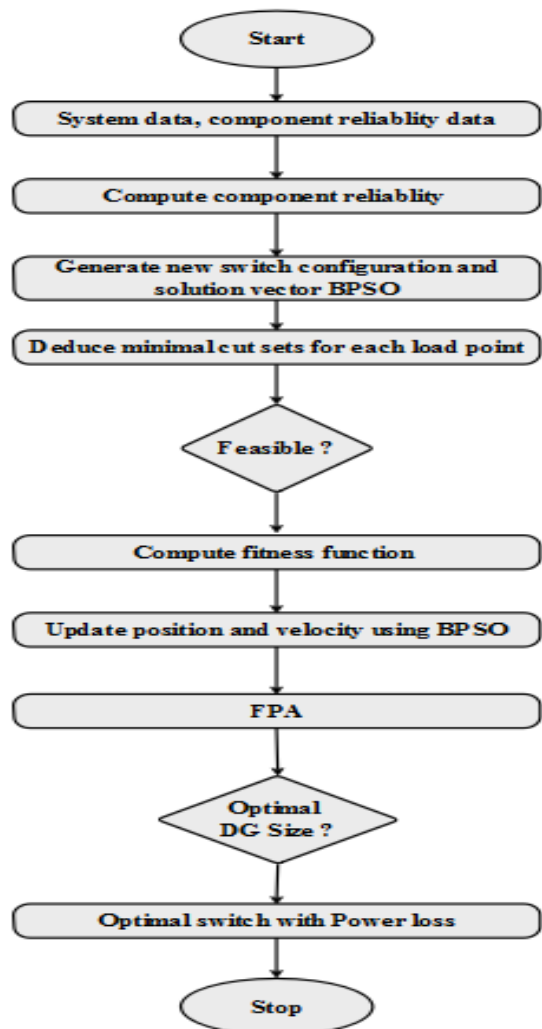 Start
System data, component reliablity data
Compute component reliablity
Generate new switch configuration and
solution vector BPSO
Deduce minimal cut sets for each load point
Feasible ?
Compute fitness function
Update position and velocity using BPSO
FPA
Optimal
DG Size ?
Optimal switch with Power loss
Stop